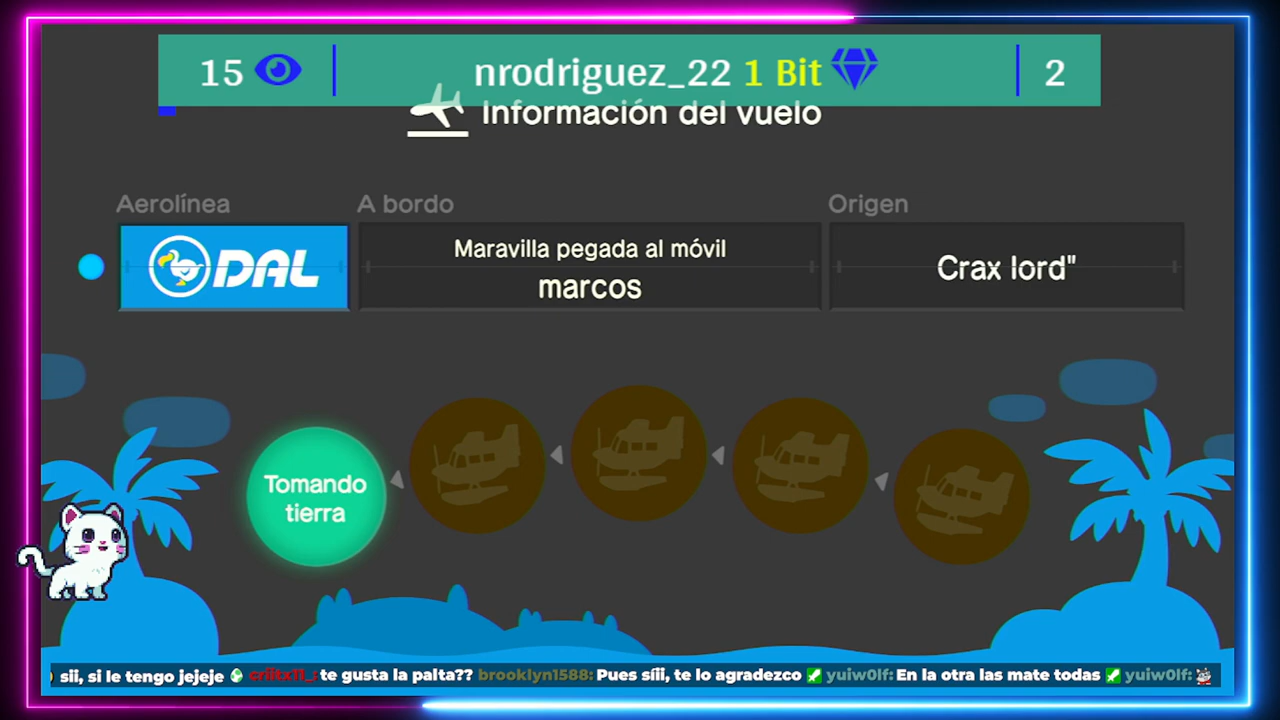 15 nrodriguez_22 1 Bit 2
Información del vuelo
Aerolínea A bordo Origen
DAL
Maravilla pegada al móvil
marcos
Crax lord"
Tomando
tierra
sii, si le tengo jejeje criitx11_: te gusta la palta?? brooklyn1588: Pues síii, te lo agradezco yuiw0lf: En la otra las mate todas yuiw0lf: